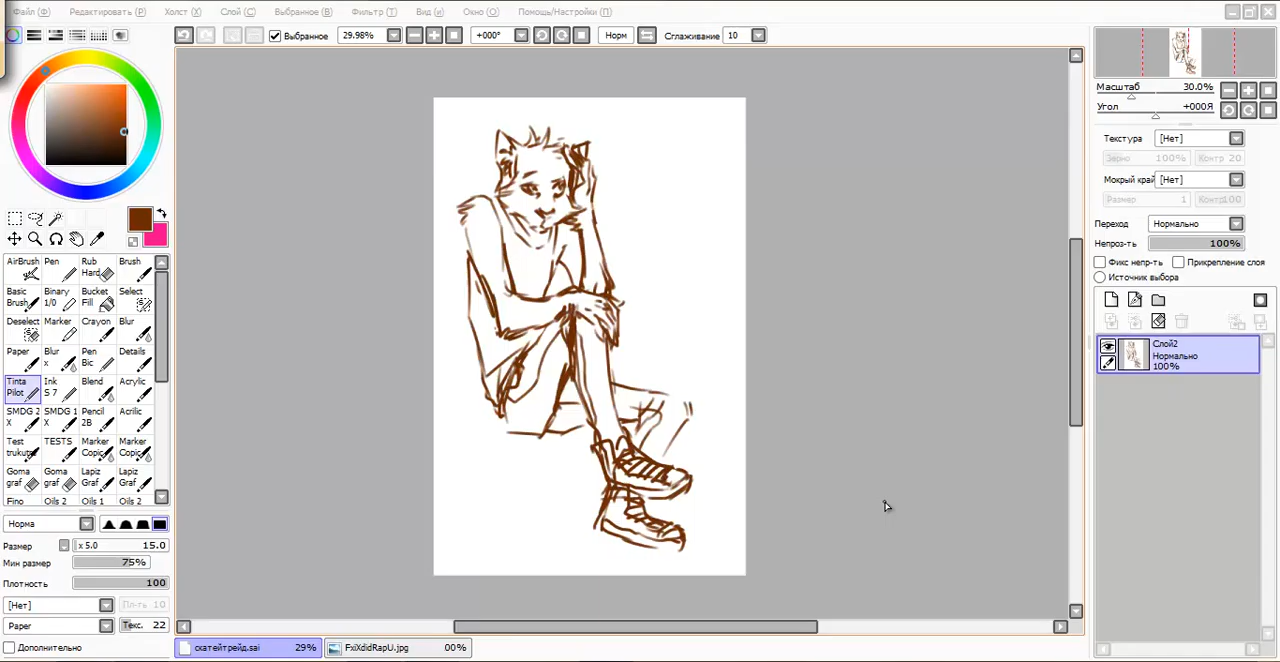 Файл (Ф) Редактировать (Р) Холст (Х) Слой (С) Выбранное (В) Фильтр (Т) Вид (и) Окно (О) Помощь/Настройки (П)
Выбранное 29.98% +000° Норм Сглаживание 10
Масштаб 30.0%
Угол +000Я
Текстура [Нет]
Зерно 100% Контр 20
Мокрый край [Нет]
Размер 1 Контр 100
Переход Нормально
Непроз-ть 100%
Фикс непр-ть Прикрепление слоя
Источник выбора
Слой2
Нормально
100%
AirBrush Pen Rub Hard Brush
Basic Brush Binary 1/0 Bucket Fill Select
Deselect Marker Crayon Blur
Paper Blur x Pen Bic Details
Tinta Pilot Ink S 7 Blend Acrylic
SMDG 2 X SMDG 1 X Pencil 2B Acrilic
Test trukut TESTS Marker Copic Marker Copic
Goma graf Goma graf Lapiz Graf Lapiz Graf
Fino Oils 2 Oils 1 Oils 2
Норма
Размер x 5.0 15.0
Мин размер 75%
Плотность 100
[Нет] Пл-ть 10
Paper Текс. 22
Дополнительно
скатейтрейд.sai 29% FxiXdidRapU.jpg 00%